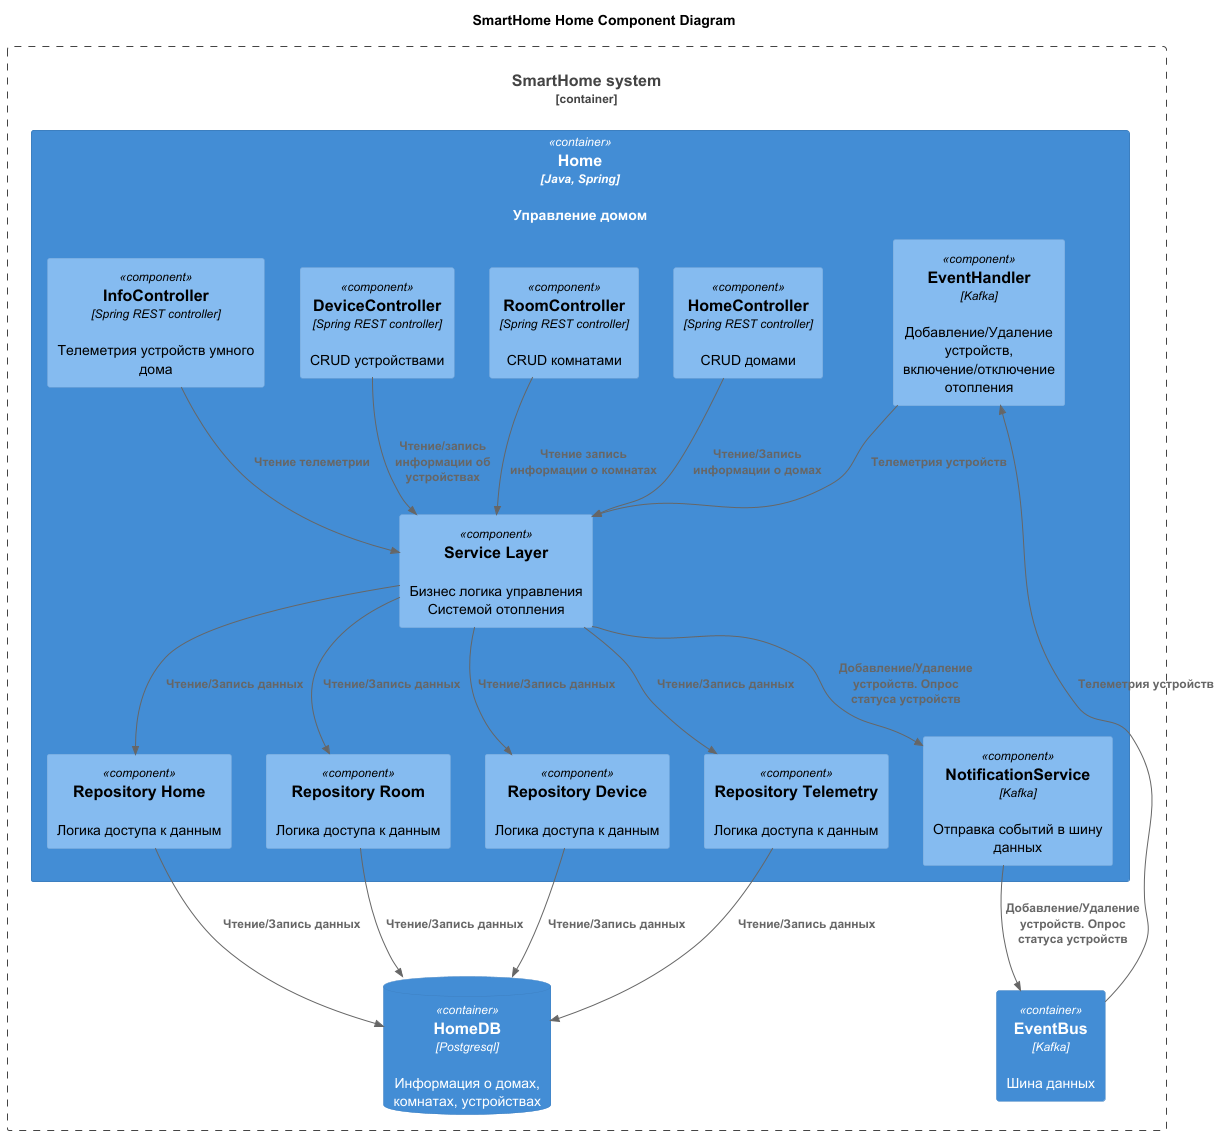 SmartHome Home Component Diagram
SmartHome system
[container]
«container»
Home
[Java, Spring]
Управление домом
«component»
InfoController
[Spring REST controller]
Телеметрия устройств умного
дома
«component»
DeviceController
[Spring REST controller]
CRUD устройствами
«component»
RoomController
[Spring REST controller]
CRUD комнатами
«component»
HomeController
[Spring REST controller]
CRUD домами
«component»
EventHandler
[Kafka]
Добавление/Удаление
устройств,
включение/отключение
отопления
Чтение телеметрии
Чтение/запись
информации об
устройствах
Чтение запись
информации о комнатах
Чтение/Запись
информации о домах
Телеметрия устройств
«component»
Service Layer
Бизнес логика управления
Системой отопления
Чтение/Запись данных
Чтение/Запись данных
Чтение/Запись данных
Чтение/Запись данных
Добавление/Удаление
устройств. Опрос
статуса устройств
Телеметрия устройств
«component»
Repository Home
Логика доступа к данным
«component»
Repository Room
Логика доступа к данным
«component»
Repository Device
Логика доступа к данным
«component»
Repository Telemetry
Логика доступа к данным
«component»
NotificationService
[Kafka]
Отправка событий в шину
данных
Чтение/Запись данных
Чтение/Запись данных
Чтение/Запись данных
Чтение/Запись данных
Добавление/Удаление
устройств. Опрос
статуса устройств
«container»
HomeDB
[Postgresql]
Информация о домах,
комнатах, устройствах
«container»
EventBus
[Kafka]
Шина данных